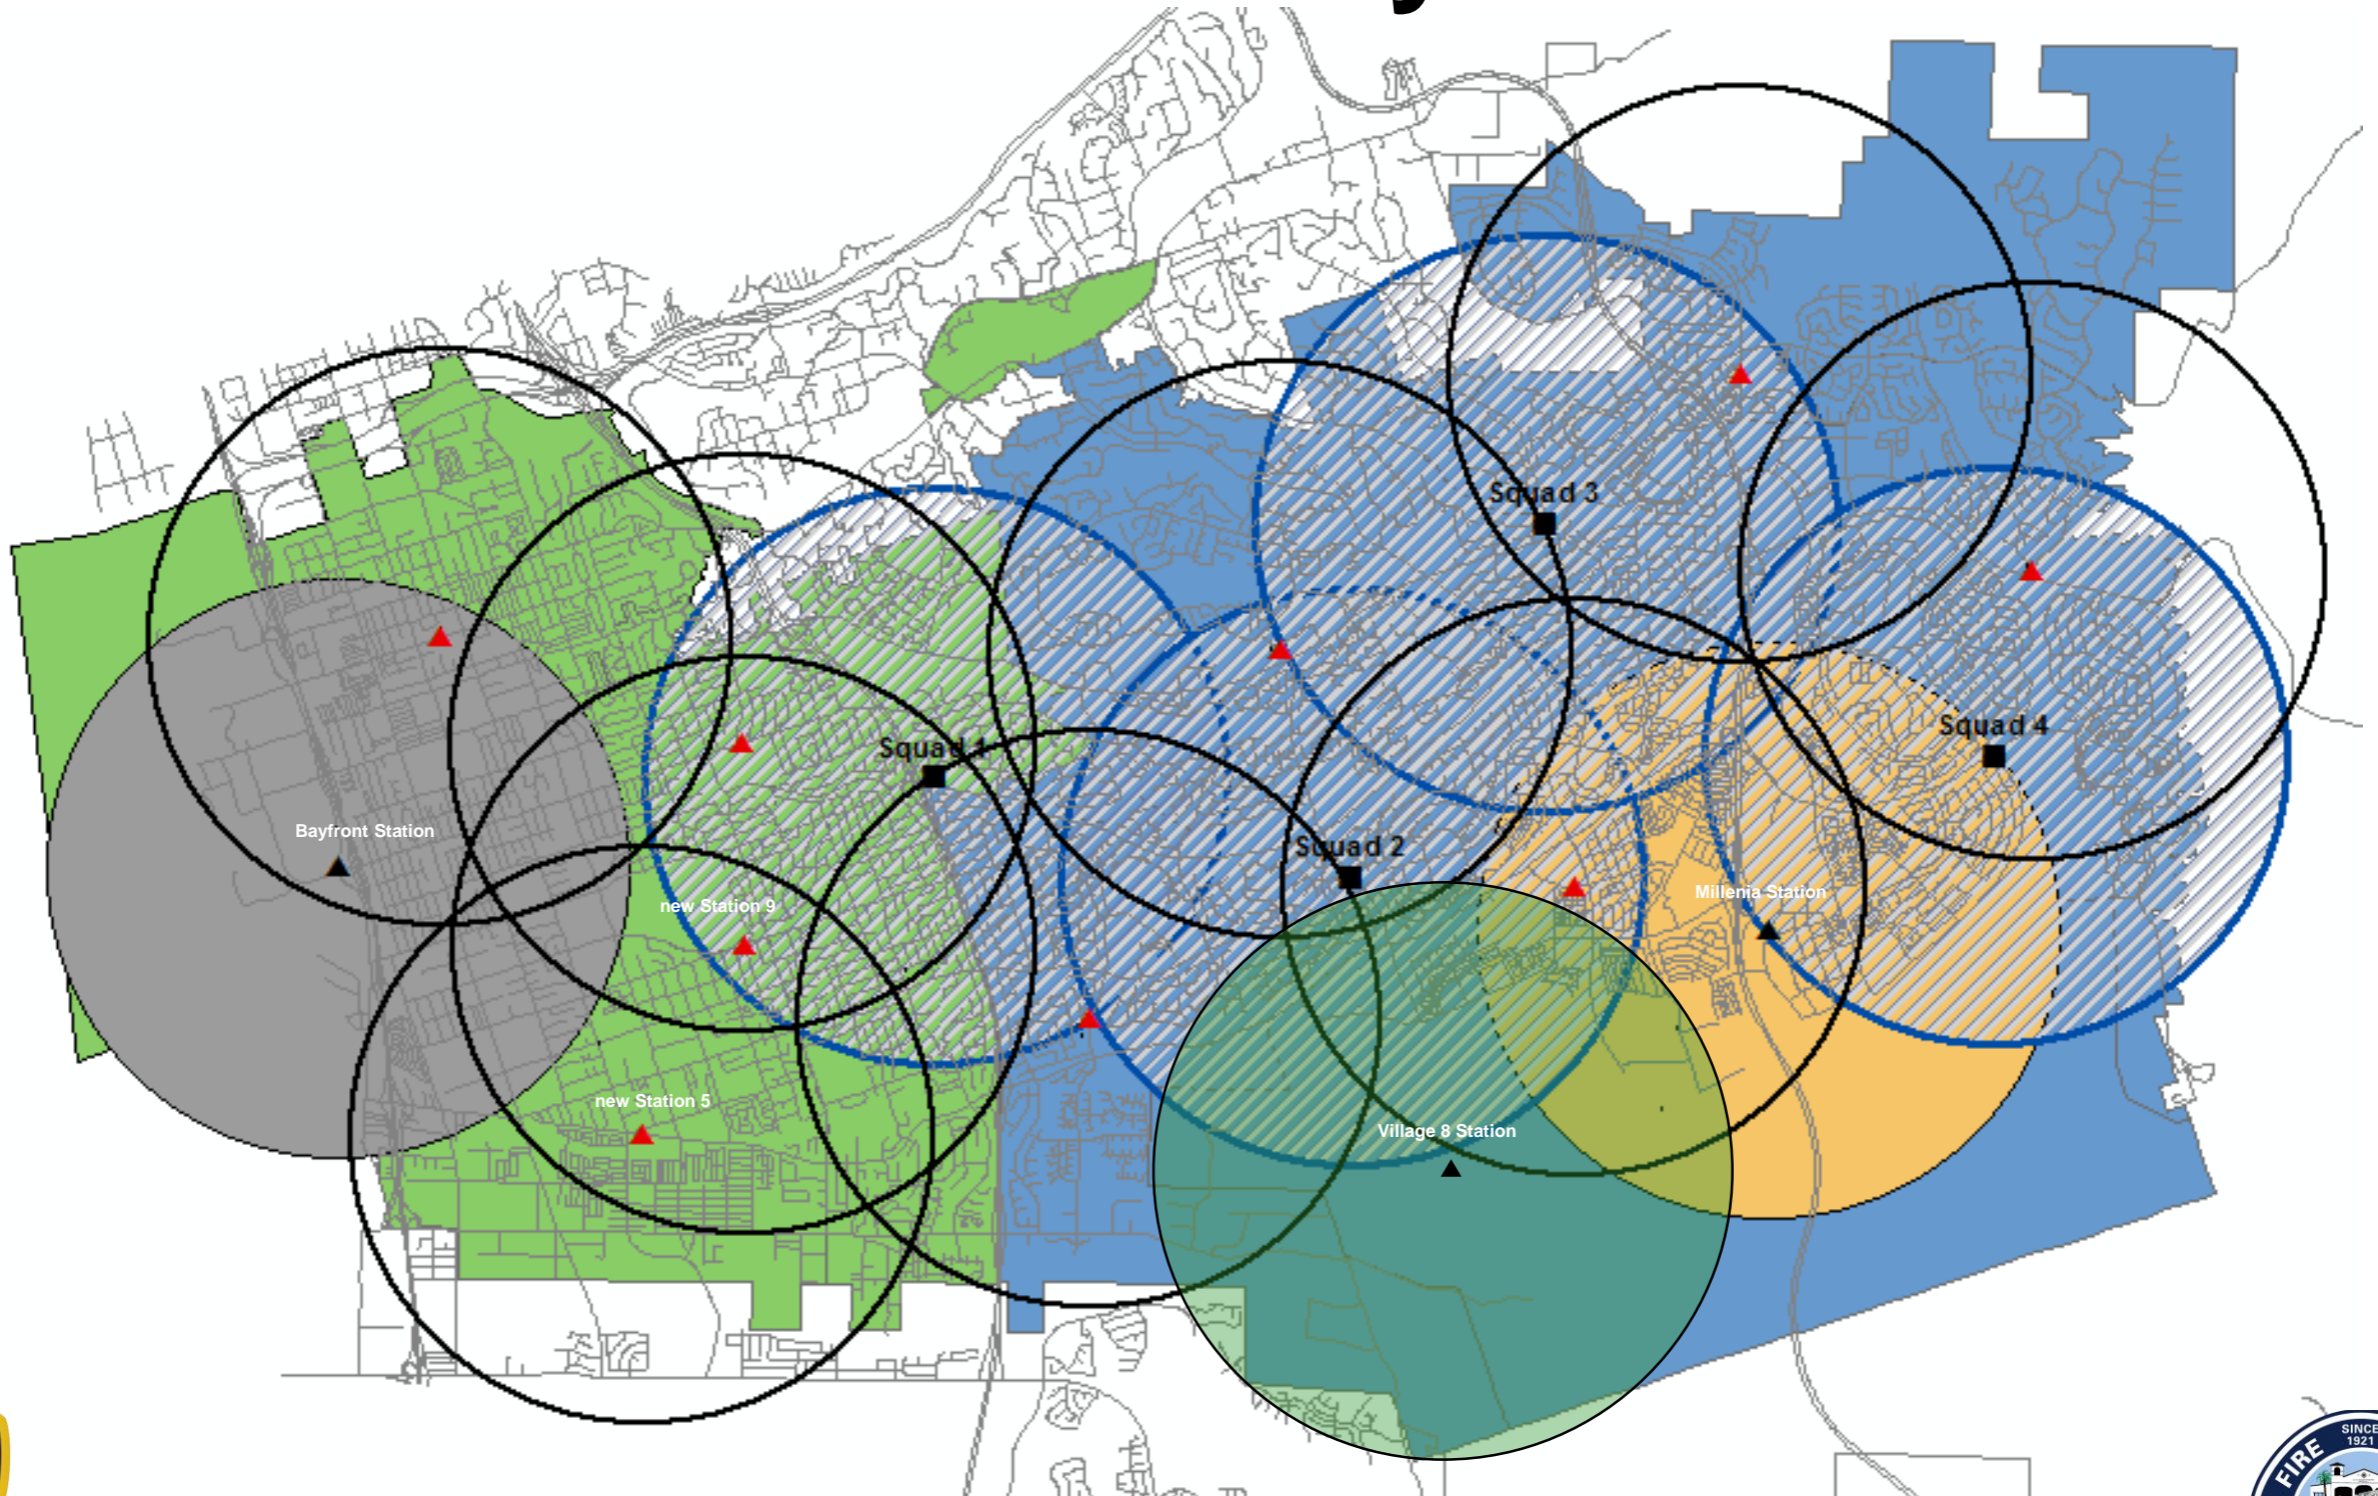 Squad 3
Squad 4
Squad 1
Bayfront Station
Squad 2
Millenia Station
new Station 9
new Station 5
Village 8 Station
FIRE
SINCE
1921